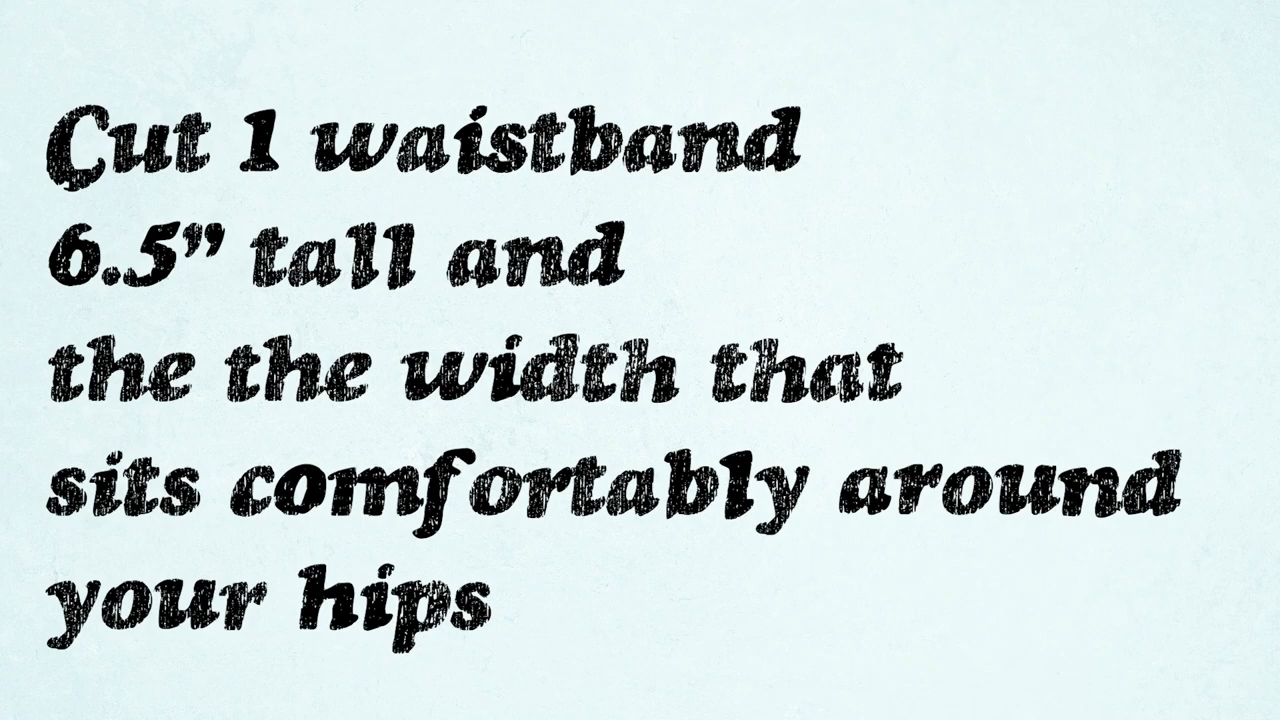 Cut 1 waistband
6.5” tall and
the the width that
sits comfortably around
your hips